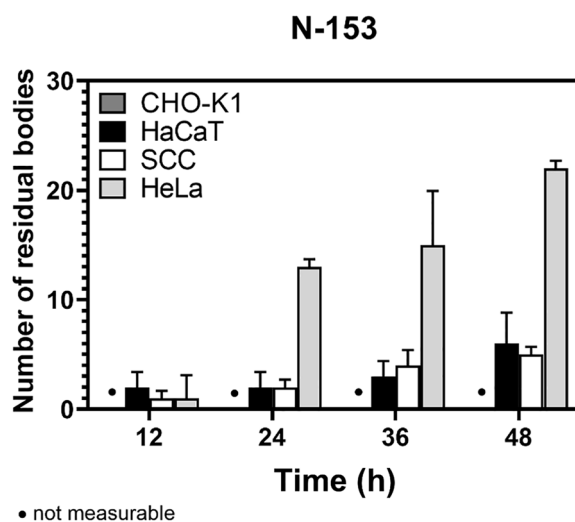 N-153
Number of residual bodies
30
20
10
0
CHO-K1
HaCaT
SCC
HeLa
12 24 36 48
Time (h)
• not measurable